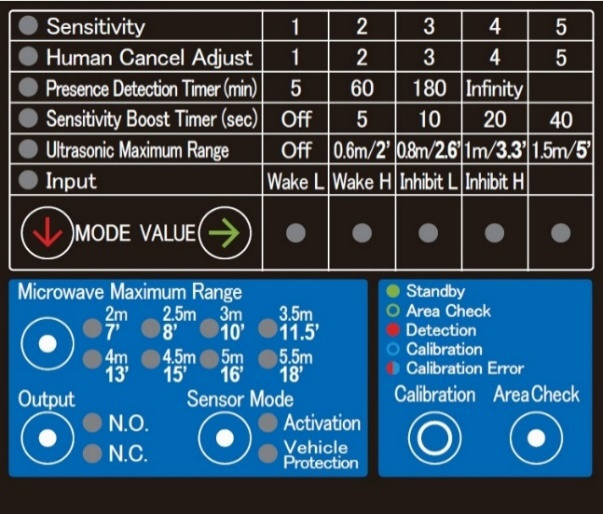 Sensitivity 1 2 3 4 5
Human Cancel Adjust 1 2 3 4 5
Presence Detection Timer (min) 5 60 180 Infinity
Sensitivity Boost Timer (sec) Off 5 10 20 40
Ultrasonic Maximum Range Off 0.6m/2' 0.8m/2.6' 1m/3.3' 1.5m/5'
Input Wake L Wake H Inhibit L Inhibit H
MODE VALUE
Microwave Maximum Range
2m 2.5m 3m 3.5m
7' 8' 10' 11.5'
4m 4.5m 5m 5.5m
13' 15' 16' 18'
Output
N.O.
N.C.
Sensor Mode
Activation
Vehicle
Protection
Standby
Area Check
Detection
Calibration
Calibration Error
Calibration Area Check